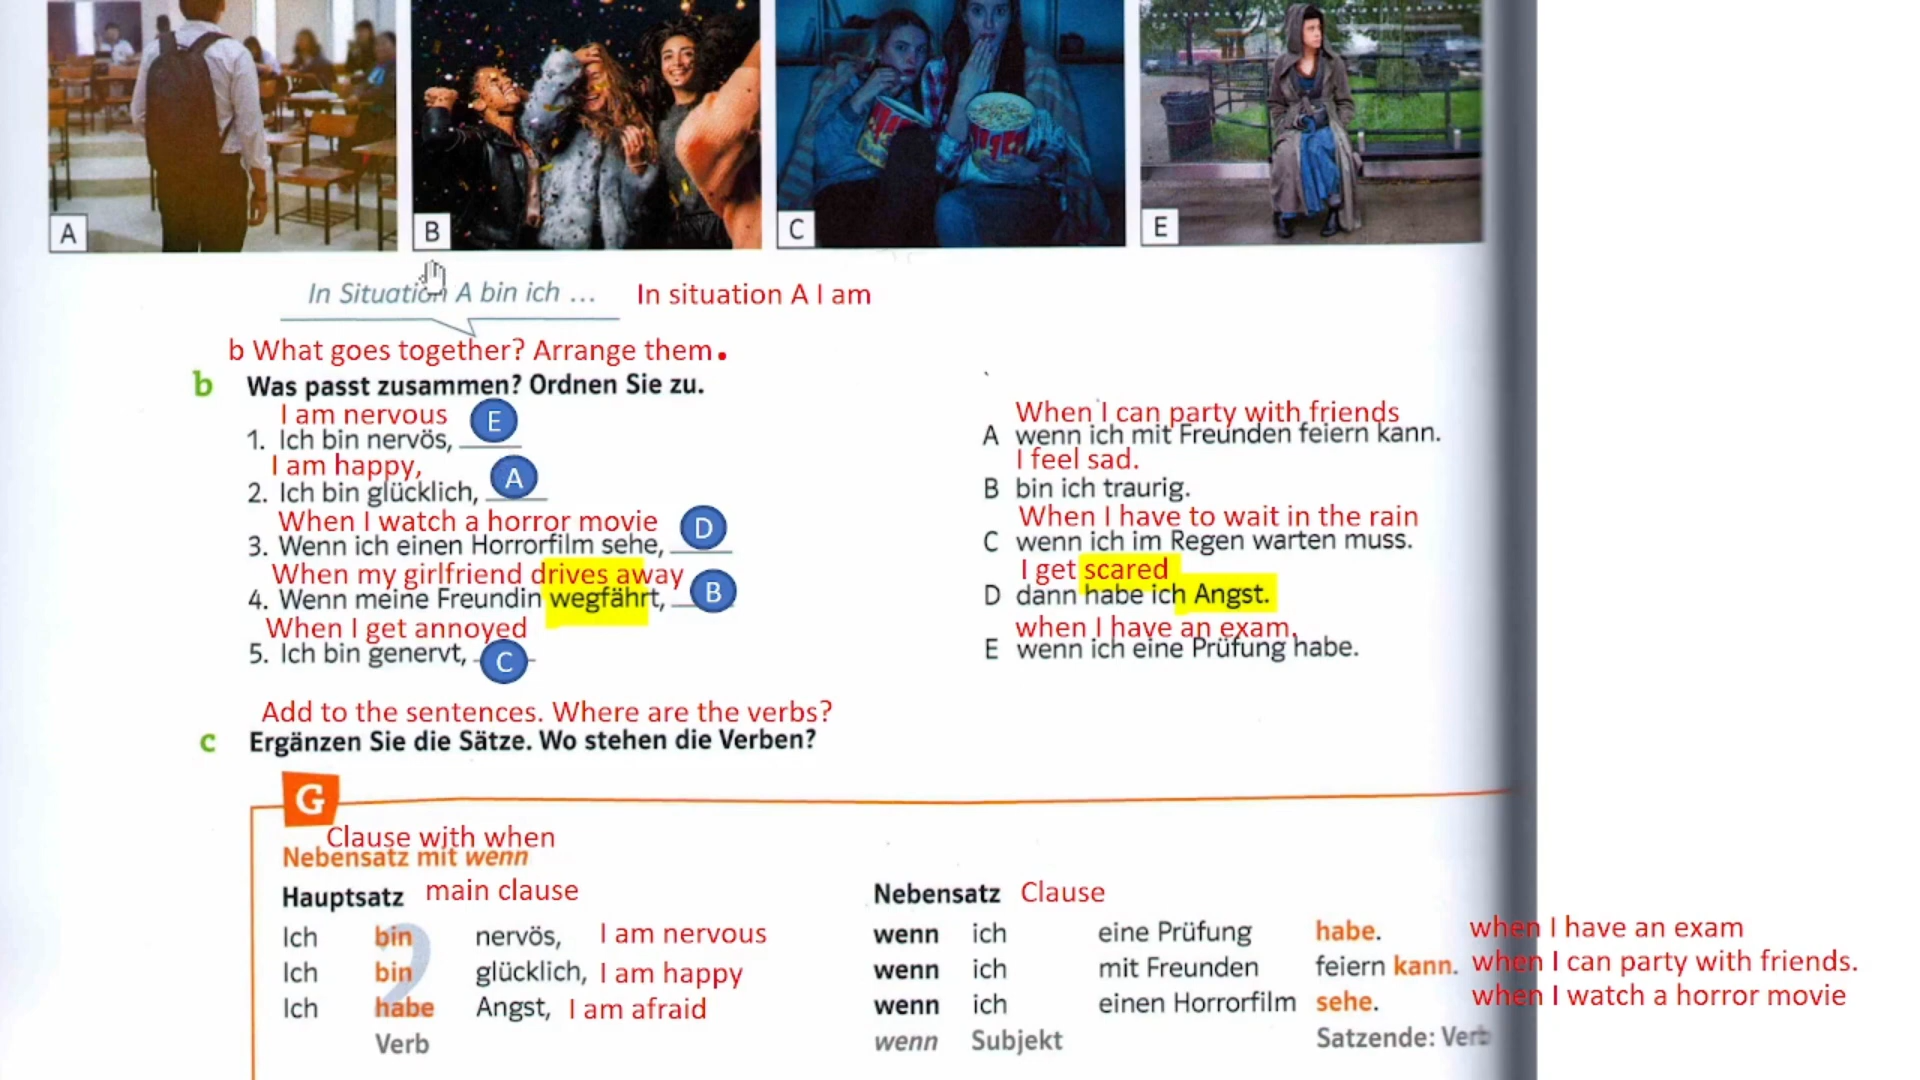 A
B
C
E
In Situation A bin ich ...
In situation A I am
b What goes together? Arrange them.
b Was passt zusammen? Ordnen Sie zu.
I am nervous
1. Ich bin nervös, E
I am happy,
2. Ich bin glücklich, A
When I watch a horror movie
3. Wenn ich einen Horrorfilm sehe, D
When my girlfriend drives away
4. Wenn meine Freundin wegfährt, B
When I get annoyed
5. Ich bin genervt, C
When I can party with friends
A wenn ich mit Freunden feiern kann.
I feel sad.
B bin ich traurig.
When I have to wait in the rain
C wenn ich im Regen warten muss.
I get scared
D dann habe ich Angst.
when I have an exam,
E wenn ich eine Prüfung habe.
Add to the sentences. Where are the verbs?
c Ergänzen Sie die Sätze. Wo stehen die Verben?
G
Clause with when
Nebensatz mit wenn
Hauptsatz main clause Nebensatz Clause
Ich bin nervös, I am nervous wenn ich eine Prüfung habe. when I have an exam
Ich bin glücklich, I am happy wenn ich mit Freunden feiern kann. when I can party with friends.
Ich habe Angst, I am afraid wenn ich einen Horrorfilm sehe. when I watch a horror movie
Verb wenn Subjekt Satzende: Verb